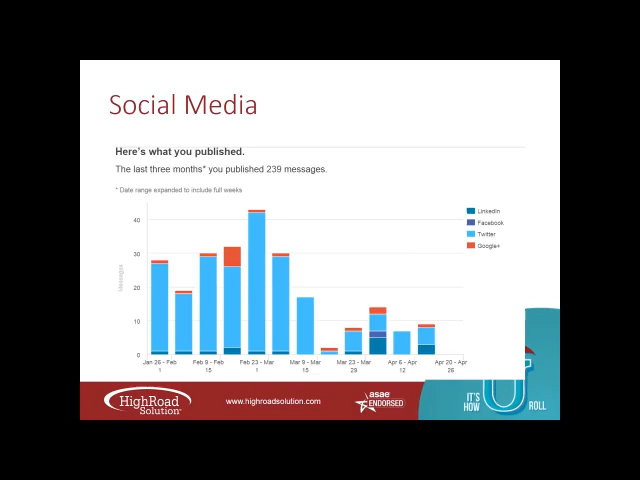 Social Media
Here's what you published.
The last three months* you published 239 messages.
* Date range expanded to include full weeks
LinkedIn
Facebook
Twitter
Google+
Messages
40
30
20
10
0
Jan 26 - Feb 1
Feb 9 - Feb 15
Feb 23 - Mar 1
Mar 9 - Mar 15
Mar 23 - Mar 29
Apr 6 - Apr 12
Apr 20 - Apr 26
HighRoad
Solution
www.highroadsolution.com
asae
ENDORSED
IT'S
HOW
U
ROLL